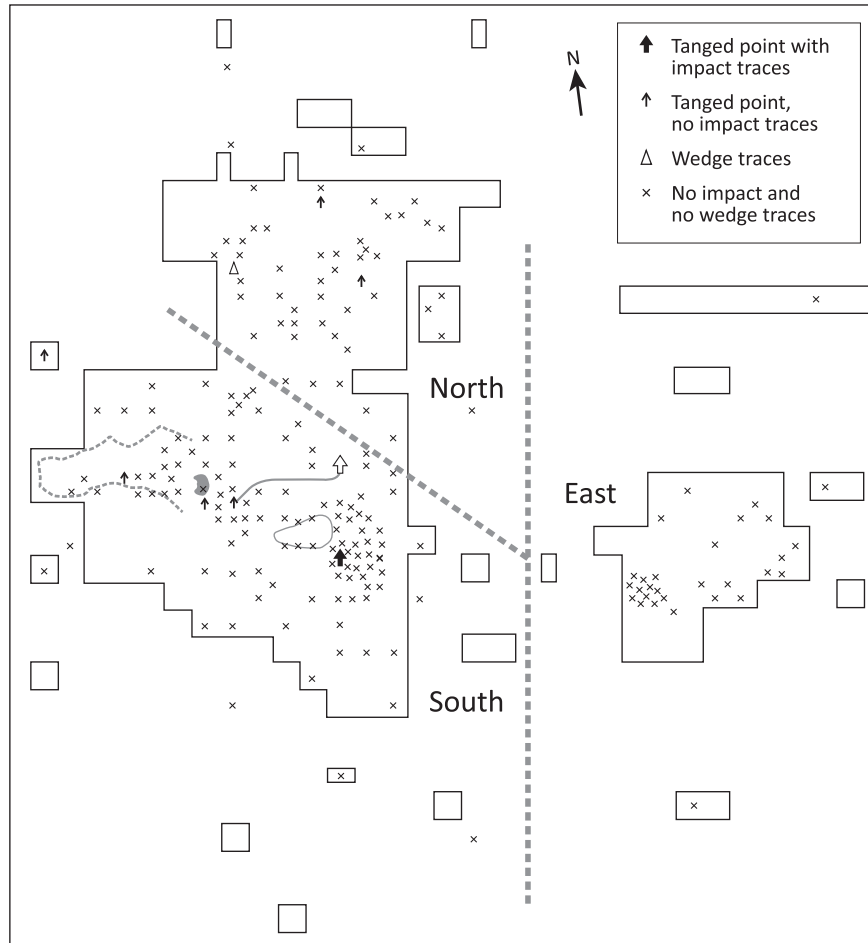 N
Tanged point with
impact traces
Tanged point,
no impact traces
Wedge traces
No impact and
no wedge traces
North
East
South